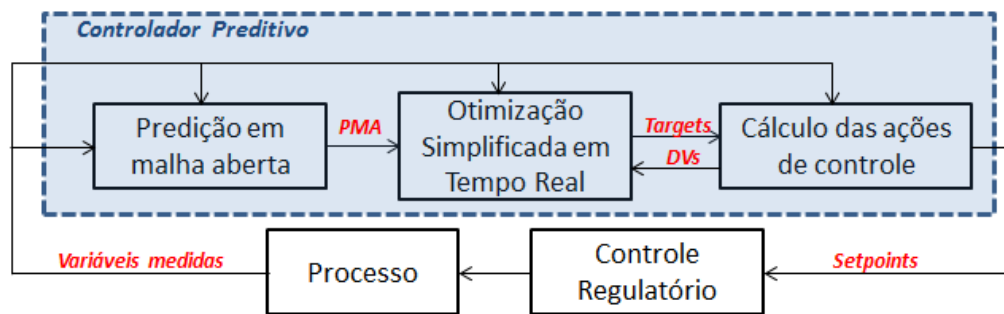 Controlador Preditivo
Predição em
malha aberta
PMA
Otimização
Simplificada em
Tempo Real
Targets
DVs
Cálculo das ações
de controle
Variáveis medidas
Processo
Controle
Regulatório
Setpoints